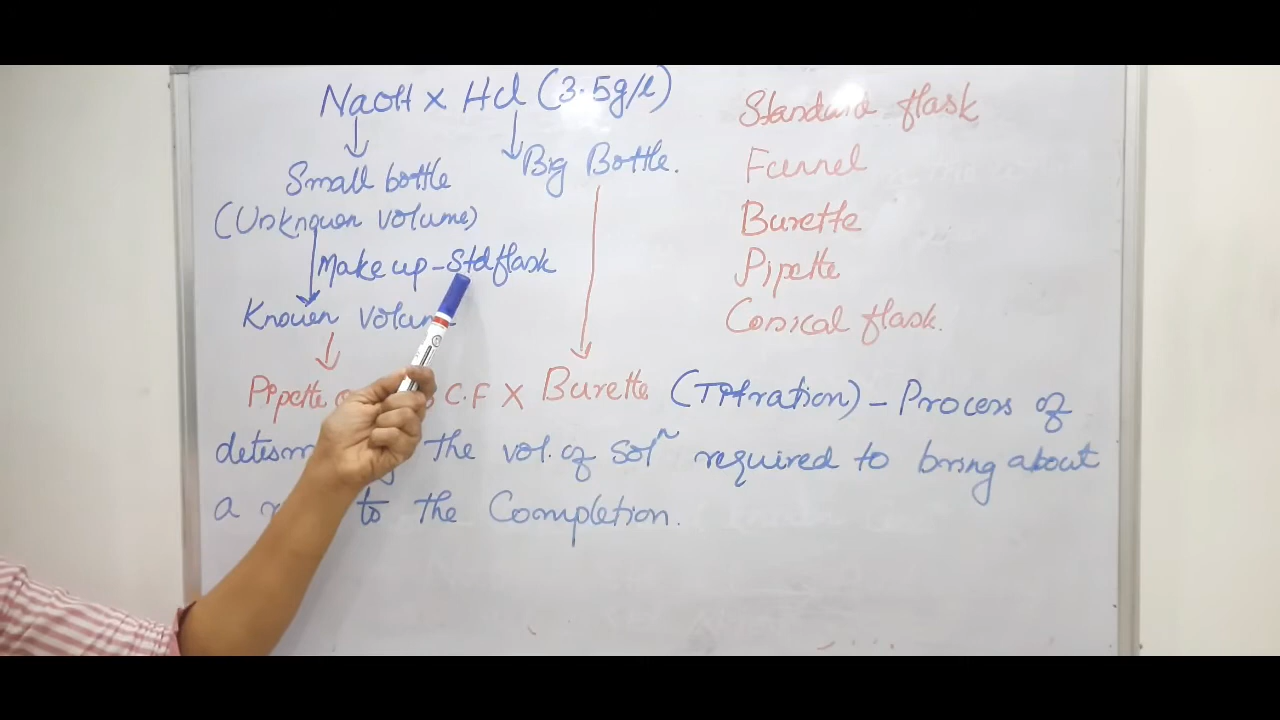 NaOH × HCl (3.5g/l)
Small bottle
Big Bottle.
(Unknown volume)
Make up - Std flask
Known
Pipette C.F × Burette (Titration) - Process of
the vol. of solⁿ required to bring about
a to the Completion.
Standard flask
Funnel
Burette
Pipette
Conical flask.